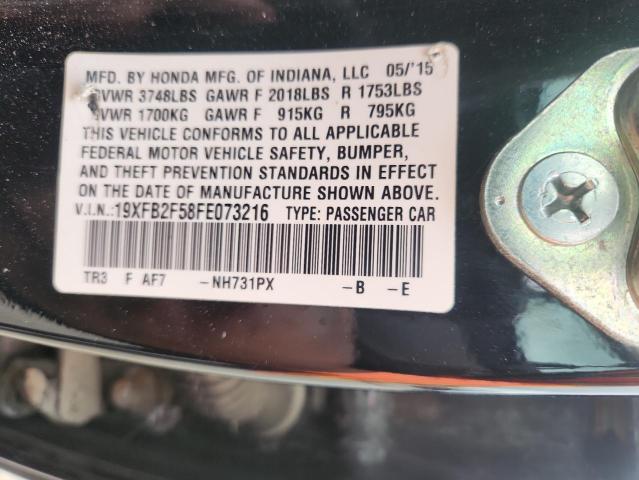 MFD. BY HONDA MFG. OF INDIANA, LLC 05/'15
GVWR 3748LBS GAWR F 2018LBS R 1753LBS
GVWR 1700KG GAWR F 915KG R 795KG
THIS VEHICLE CONFORMS TO ALL APPLICABLE
FEDERAL MOTOR VEHICLE SAFETY, BUMPER,
AND THEFT PREVENTION STANDARDS IN EFFECT
ON THE DATE OF MANUFACTURE SHOWN ABOVE.
V.I.N.:19XFB2F58FE073216 TYPE: PASSENGER CAR
TR3 F AF7 -NH731PX -B -E